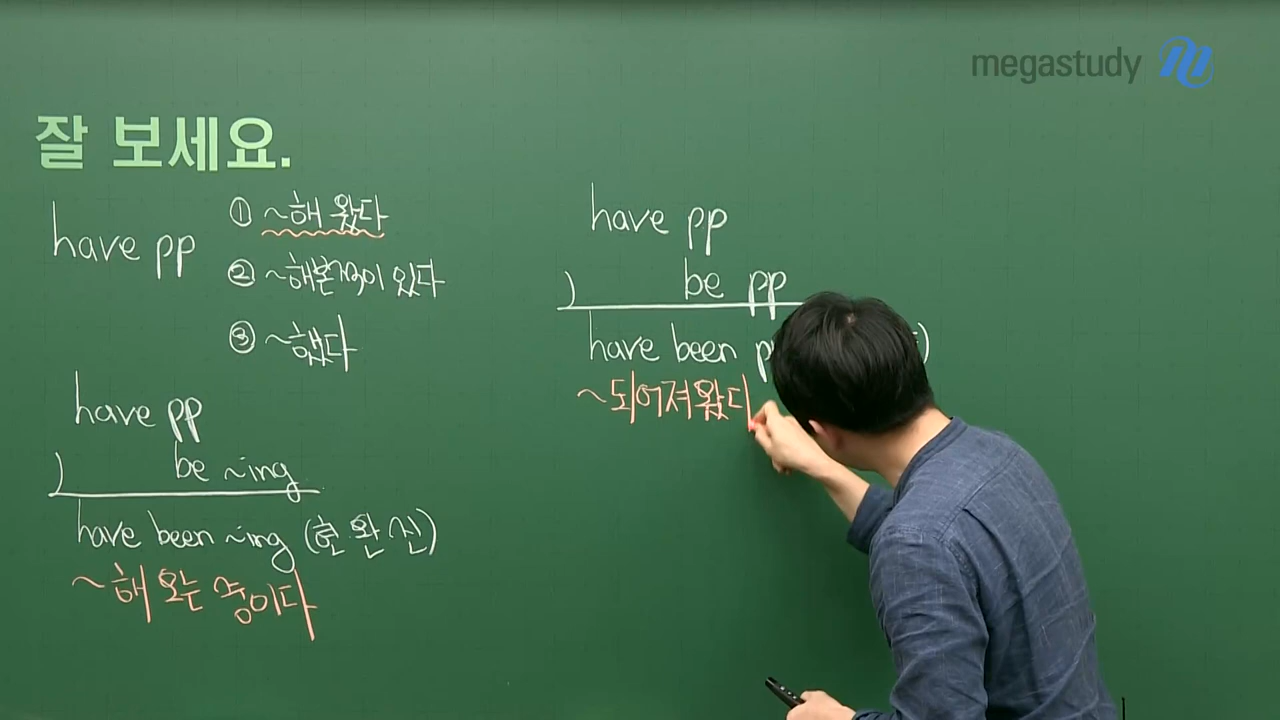 megastudy
잘 보세요.
have pp
① ~해 왔다
② ~해본 적이 있다
③ ~했다
have pp
) be ~ing
have been ~ing (현 완 진)
~해 오는 중이다
have pp
) be pp
have been
~되어져왔다